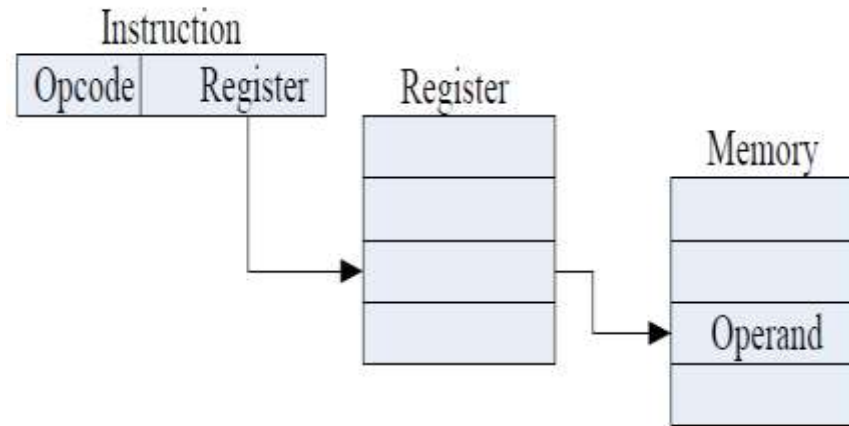 Instruction
Opcode Register
Register
Memory
Operand